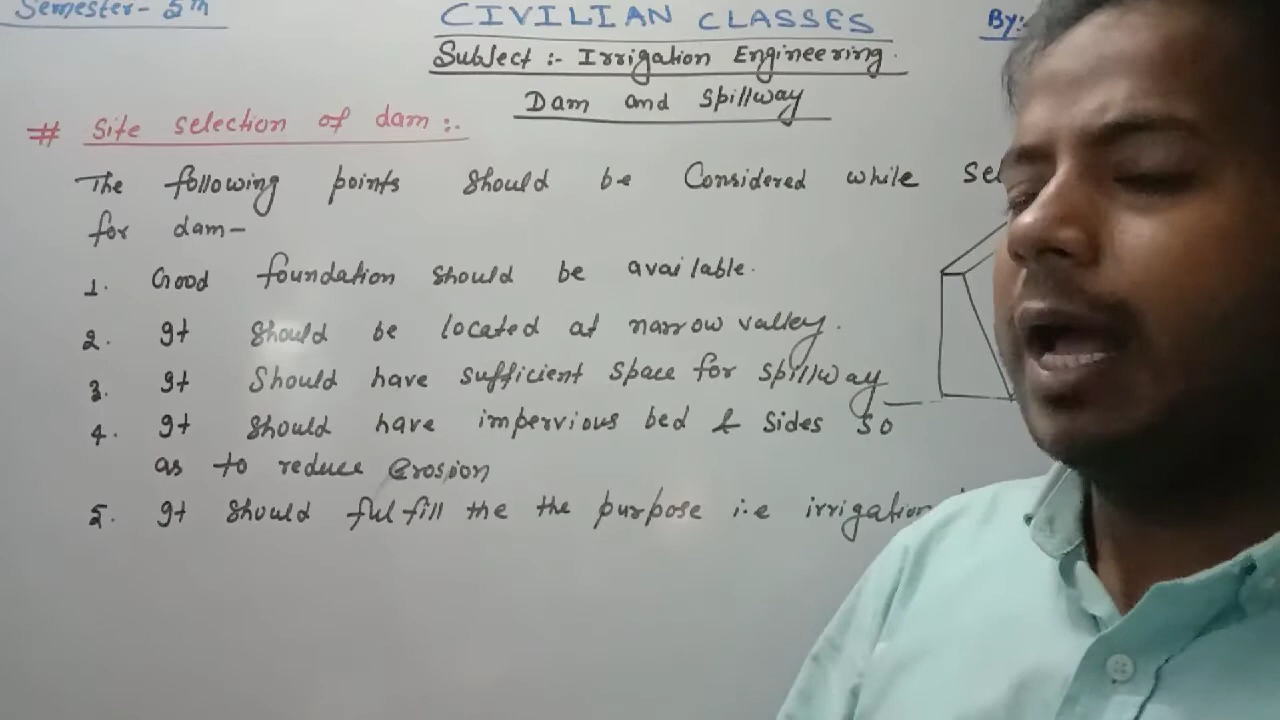 Semester- 5th
CIVILIAN CLASSES
By:-
Subject :- Irrigation Engineering.
Dam and Spillway
# Site selection of dam :-
The following points should be Considered while
for dam-
1. Good foundation should be available.
2. It should be located at narrow valley.
3. It should have sufficient space for spillway
4. It should have impervious bed & sides so
as to reduce erosion
5. It should fulfill the the purpose i.e irrigation